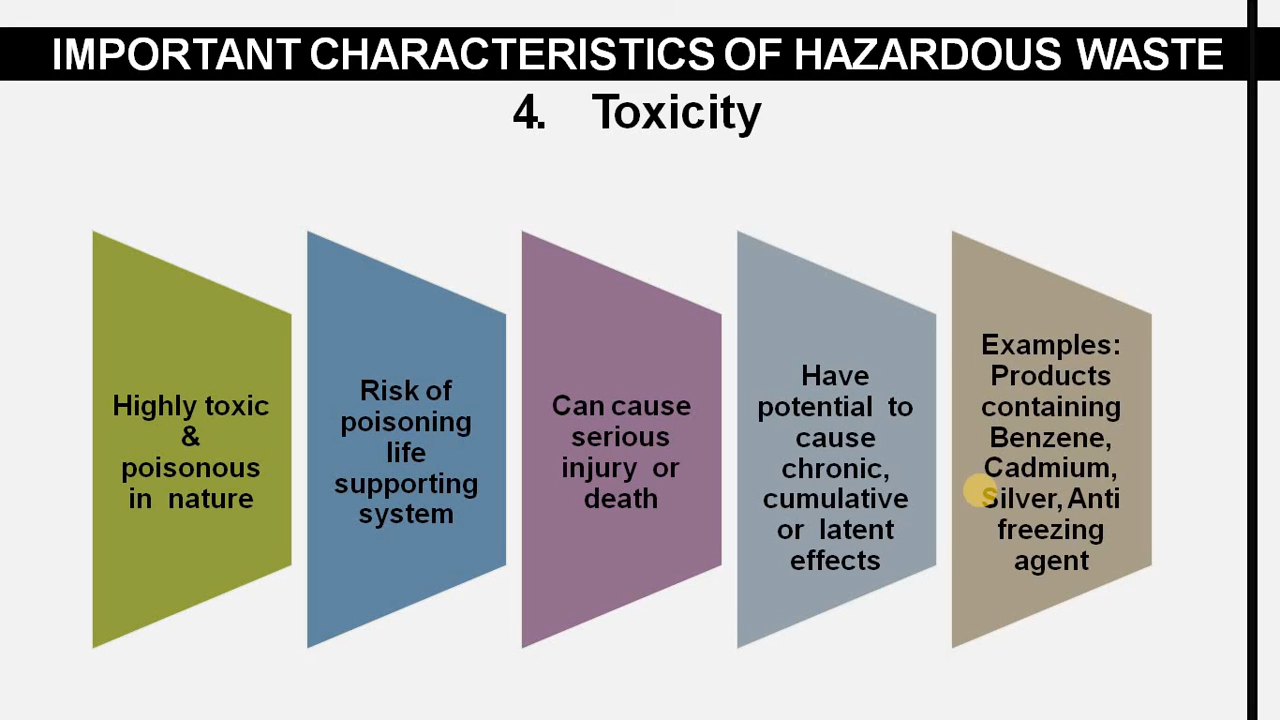 IMPORTANT CHARACTERISTICS OF HAZARDOUS WASTE
4. Toxicity
Highly toxic
&
poisonous
in nature
Risk of
poisoning
life
supporting
system
Can cause
serious
injury or
death
Have
potential to
cause
chronic,
cumulative
or latent
effects
Examples:
Products
containing
Benzene,
Cadmium,
Silver, Anti
freezing
agent